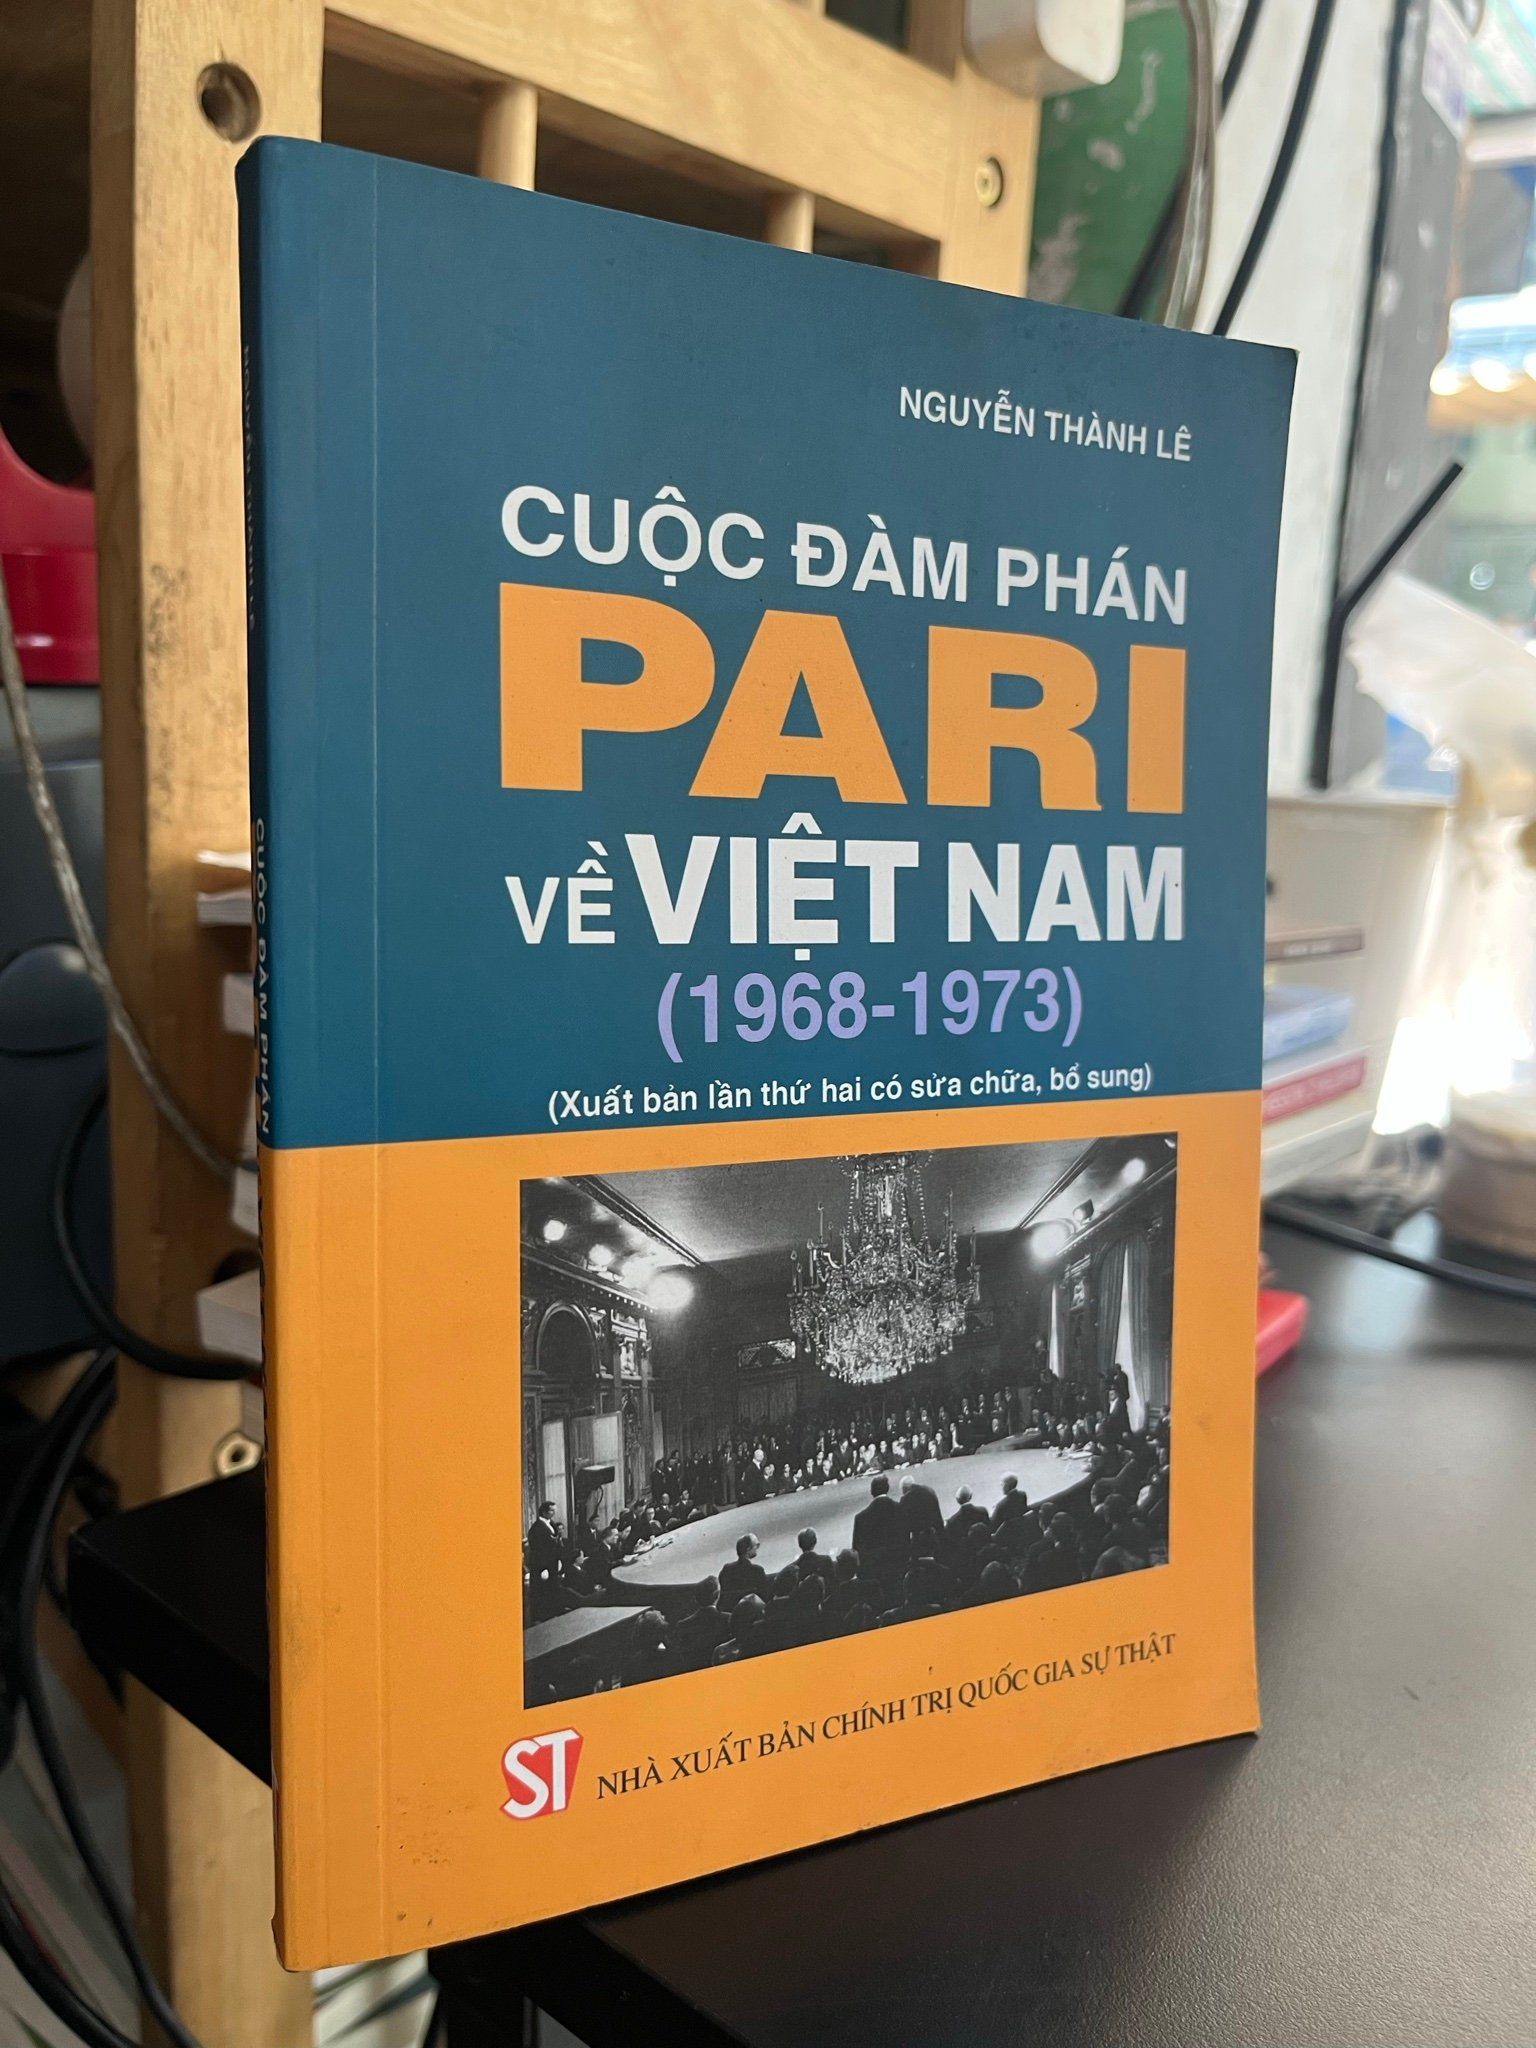 NGUYỄN THÀNH LÊ
CUỘC ĐÀM PHÁN
PARI
VỀ VIỆT NAM
(1968-1973)
(Xuất bản lần thứ hai có sửa chữa, bổ sung)
ST
NHÀ XUẤT BẢN CHÍNH TRỊ QUỐC GIA SỰ THẬT
CUỘC ĐÀM PHÁN